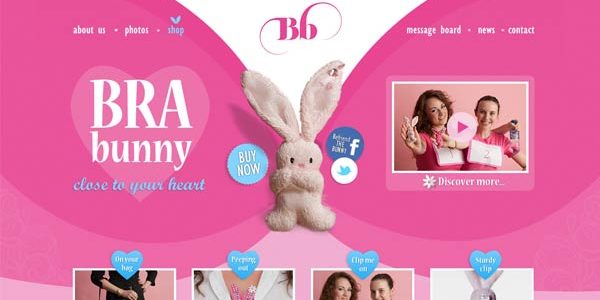 about us • photos • shop
Bb
message board • news • contact
BRA
bunny
close to your heart
BUY
NOW
Befriend
THE
BUNNY
f
Discover more...
On your
bag
Peeping
out
Clip me
on
Sturdy
clip